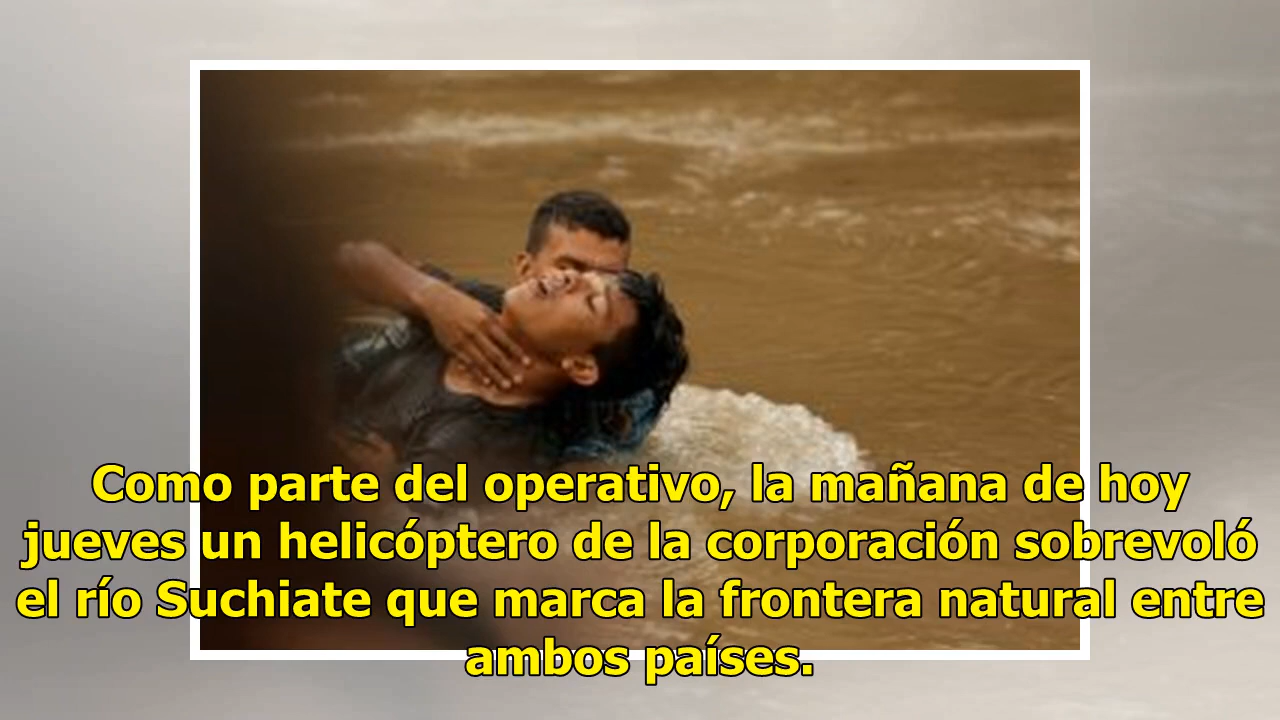 Como parte del operativo, la mañana de hoy
jueves un helicóptero de la corporación sobrevoló
el río Suchiate que marca la frontera natural entre
ambos países.